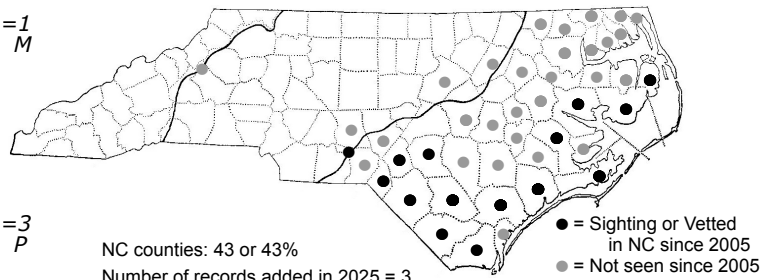 =1
M
=3
P
NC counties: 43 or 43%
Number of records added in 2025 = 3
● = Sighting or Vetted
in NC since 2005
● = Not seen since 2005